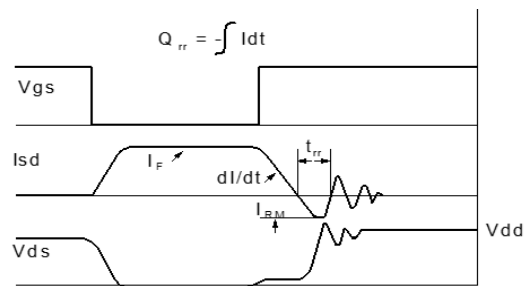 Q rr = -∫ Idt
Vgs
Isd
I F
dI/dt
t rr
I RM
Vds
Vdd